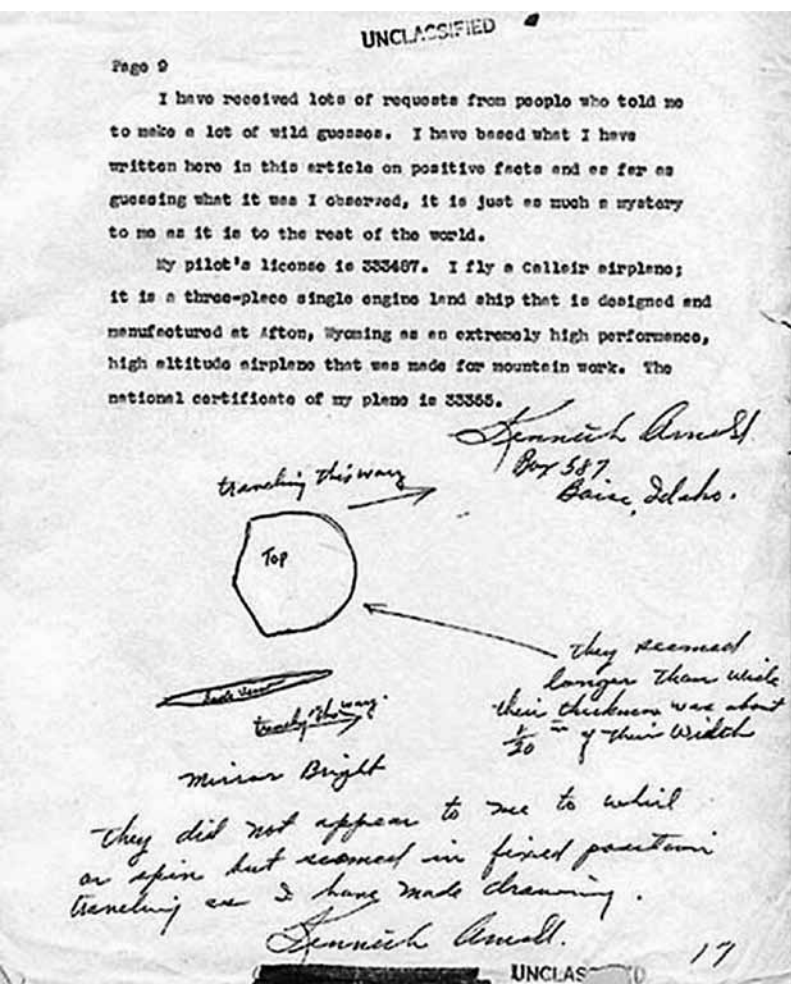 UNCLASSIFIED
Page 9
I have received lots of requests from people who told me
to make a lot of wild guesses. I have based what I have
written here in this article on positive facts and as far as
guessing what it was I observed, it is just as much a mystery
to me as it is to the rest of the world.
My pilot's license is 333487. I fly a Callair airplane;
it is a three-place single engine land ship that is designed and
manufactured at Afton, Wyoming as an extremely high performance,
high altitude airplane that was made for mountain work. The
national certificate of my plane is 33355.
Kenneth Arnold
Box 587
Boise, Idaho.
traveling this way
Top
they seemed
longer than wide
their thickness was about
1/20 th of their width
side view
traveling this way.
Mirror Bright
They did not appear to me to whirl
or spin but seemed in fixed position
traveling as I have made drawing.
Kenneth Arnold.
17
UNCLAS